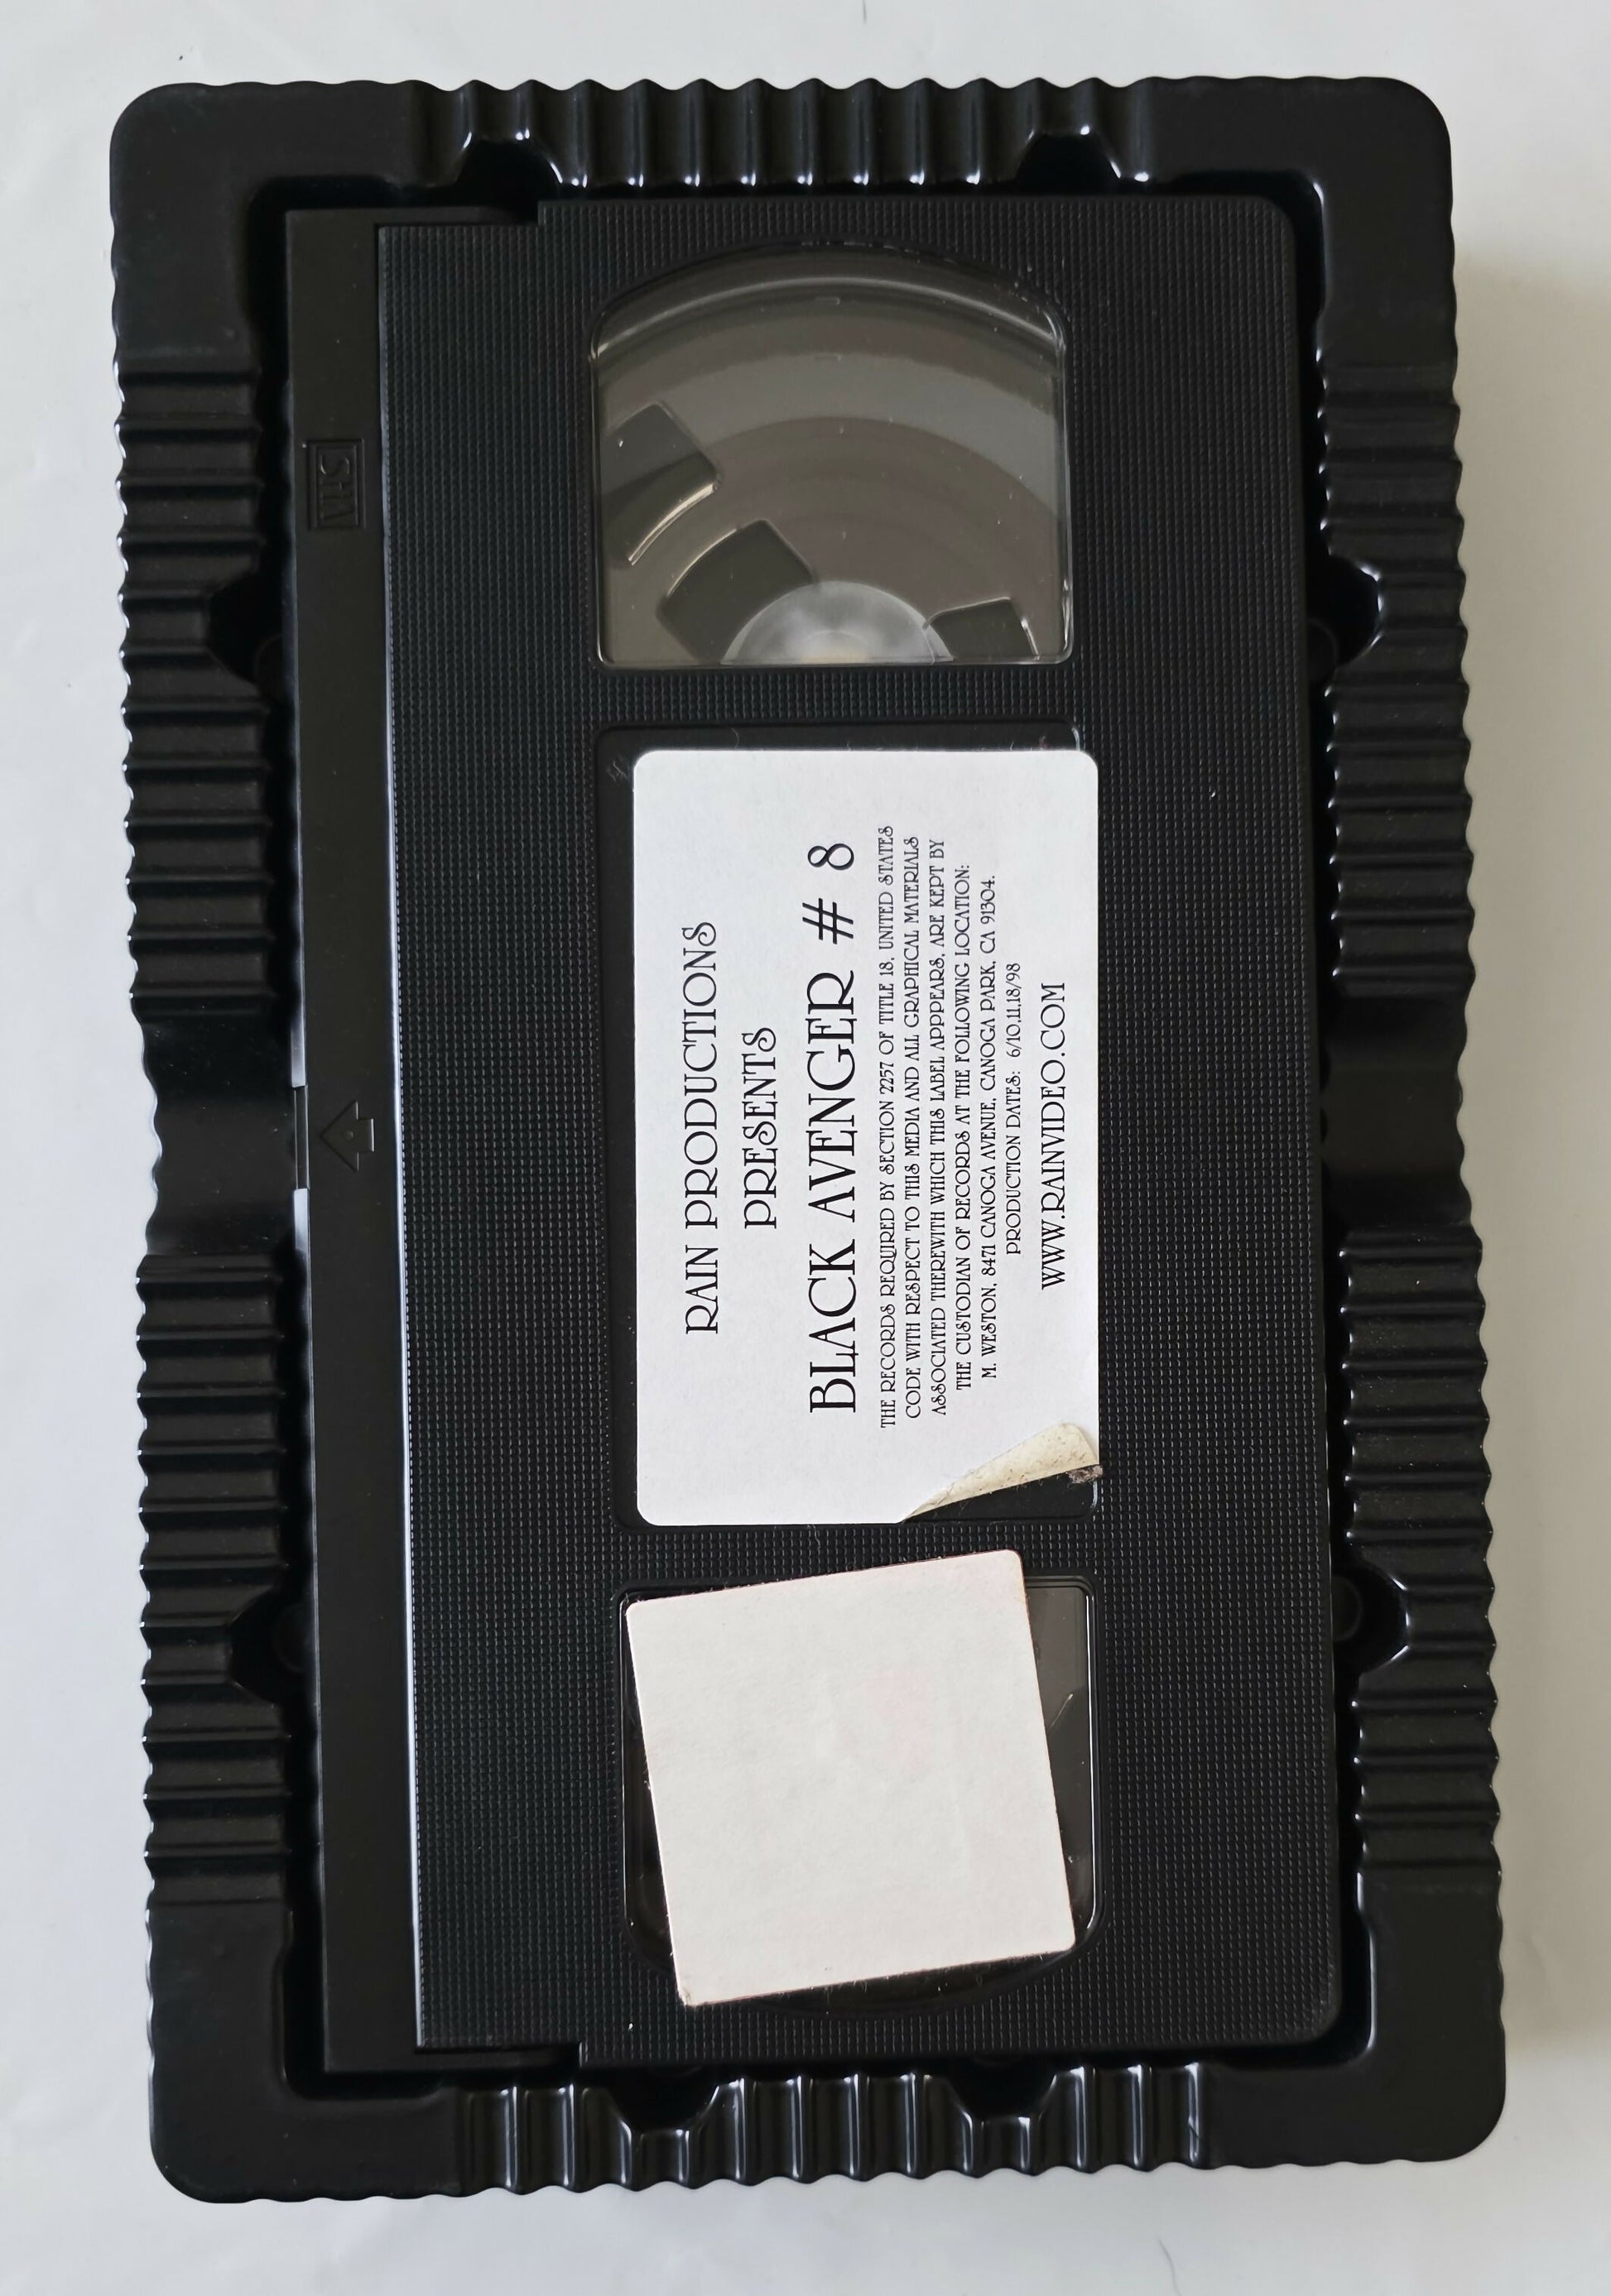 VHS
RAIN PRODUCTIONS
PRESENTS
BLACK AVENGER # 8
THE RECORDS REQUIRED BY SECTION 2257 OF TITLE 18, UNITED STATES
CODE WITH RESPECT TO THIS MEDIA AND ALL GRAPHICAL MATERIALS
ASSOCIATED THEREWITH WHICH THIS LABEL APPPEARS, ARE KEPT BY
THE CUSTODIAN OF RECORDS AT THE FOLLOWING LOCATION:
M. WESTON, 8471 CANOGA AVENUE, CANOGA PARK, CA 91304.
PRODUCTION DATES: 6/10,11,18/98
WWW.RAINVIDEO.COM